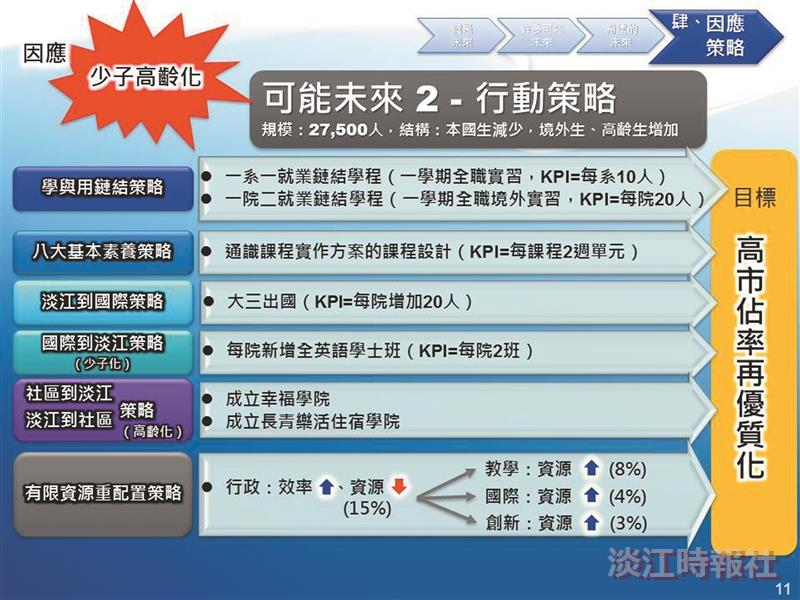 因應
少子高齡化
未來
許多可能
未來
希望的
未來
肆、因應
策略
可能未來 2 - 行動策略
規模：27,500人，結構：本國生減少，境外生、高齡生增加
學與用鏈結策略
● 一系一就業鏈結學程（一學期全職實習，KPI=每系10人）
● 一院二就業鏈結學程（一學期全職境外實習，KPI=每院20人）
八大基本素養策略
● 通識課程實作方案的課程設計（KPI=每課程2週單元）
淡江到國際策略
● 大三出國（KPI=每院增加20人）
國際到淡江策略
（少子化）
● 每院新增全英語學士班（KPI=每院2班）
社區到淡江
淡江到社區 策略
（高齡化）
● 成立幸福學院
● 成立長青樂活住宿學院
有限資源重配置策略
● 行政：效率⬆、資源⬇
(15%)
教學：資源 ⬆ (8%)
國際：資源 ⬆ (4%)
創新：資源 ⬆ (3%)
目標
高市佔率再優質化
淡江時報社
11